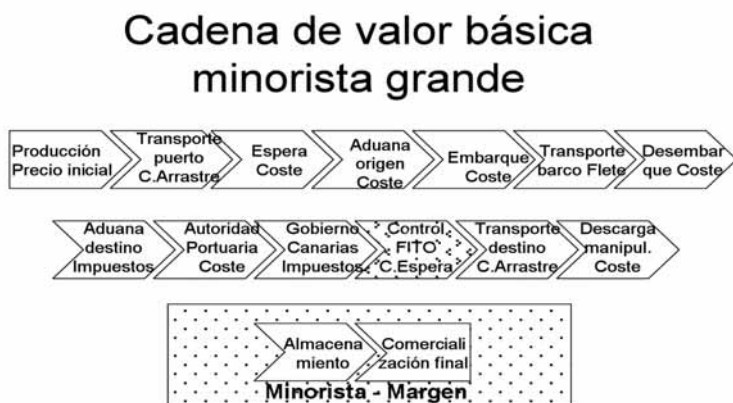 Cadena de valor básica
minorista grande
Producción
Precio inicial
Transporte
puerto
C.Arrastre
Espera
Coste
Aduana
origen
Coste
Embarque
Coste
Transporte
barco Flete
Desembar
que Coste
Aduana
destino
Impuestos
Autoridad
Portuaria
Coste
Gobierno
Canarias
Impuestos
Control
FITO
C.Espera
Transporte
destino
C.Arrastre
Descarga
manipul.
Coste
Almacena
miento
Comerciali
zación final
Minorista - Margen